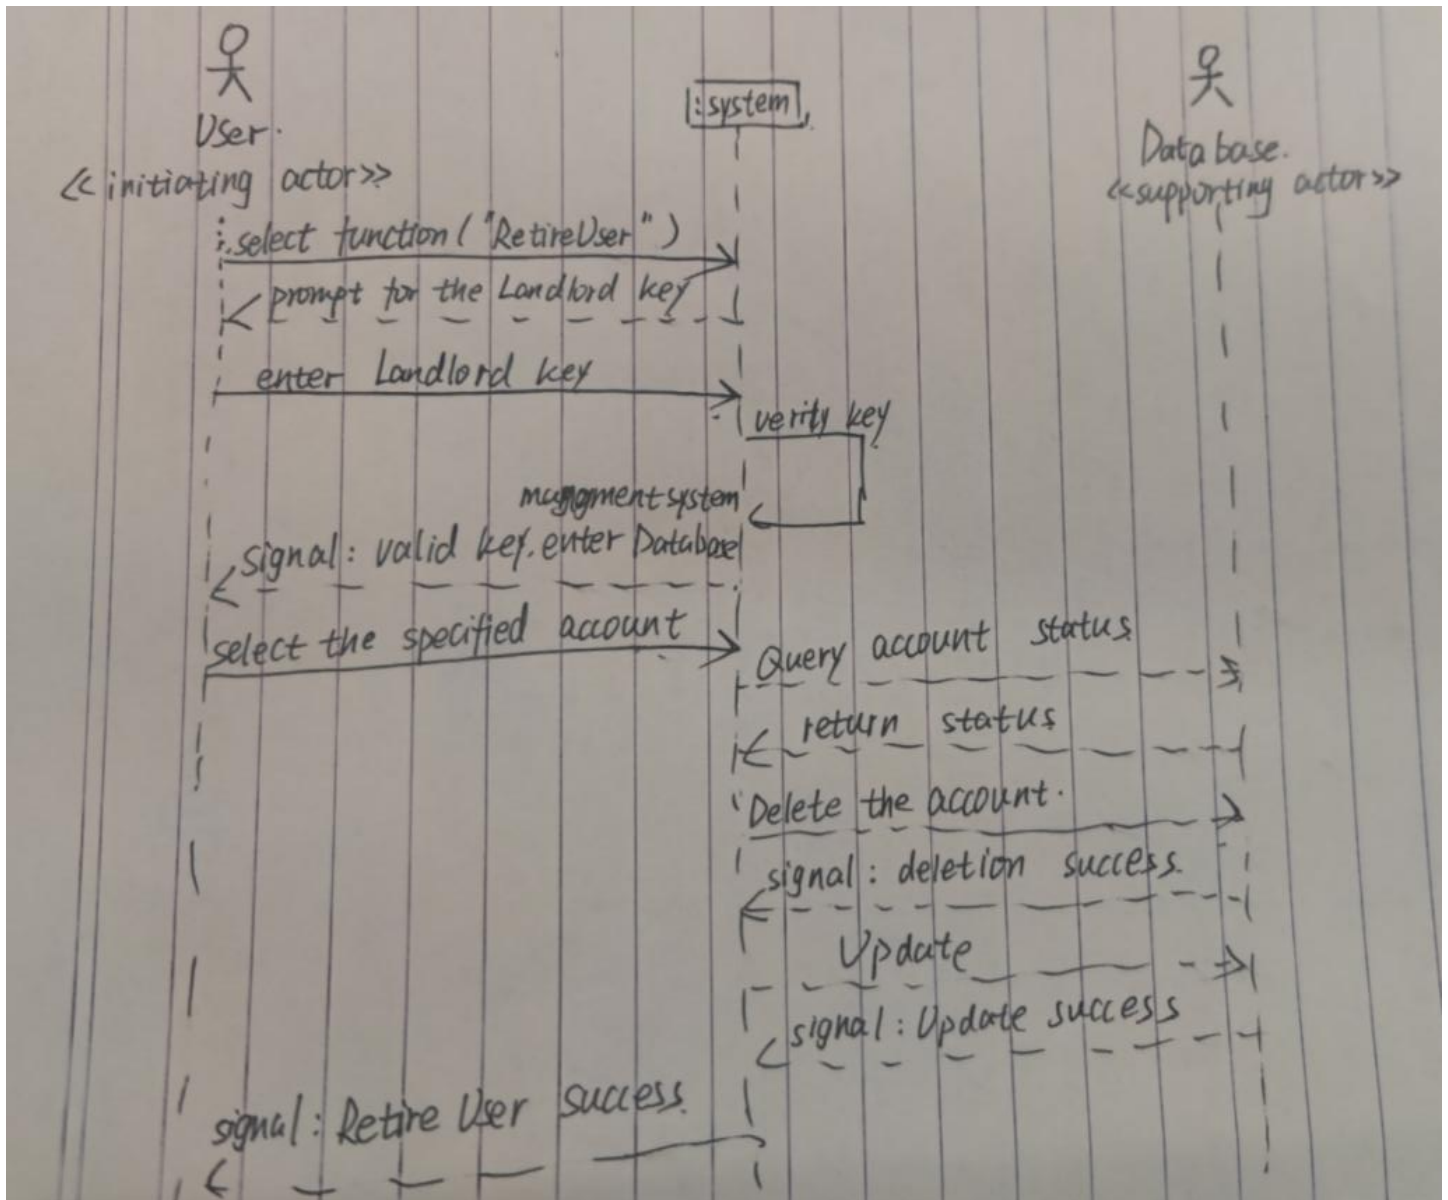 User.
<<initiating actor>>
:system
Database.
<<supporting actor>>
select function("RetireUser")
prompt for the Landlord key
enter Landlord key
verify key
signal: valid key. enter Database
system
select the specified account
Query account status
return status
Delete the account.
signal: deletion success.
Update
signal: Update success
signal: Retire User success.